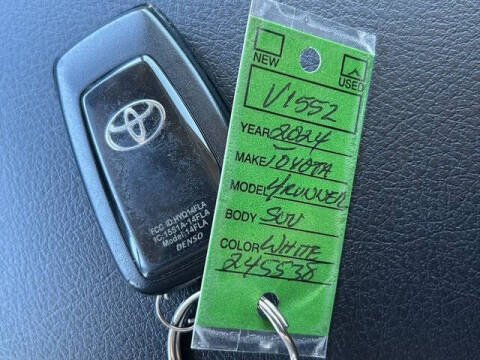 NEW
USED
V1552
YEAR 2024
MAKE TOYOTA
MODEL 4RUNNER
BODY SUV
COLOR WHITE
245538
FCC ID:HYQ14FLA
IC:1551A-14FLA
Model:14FLA
DENSO